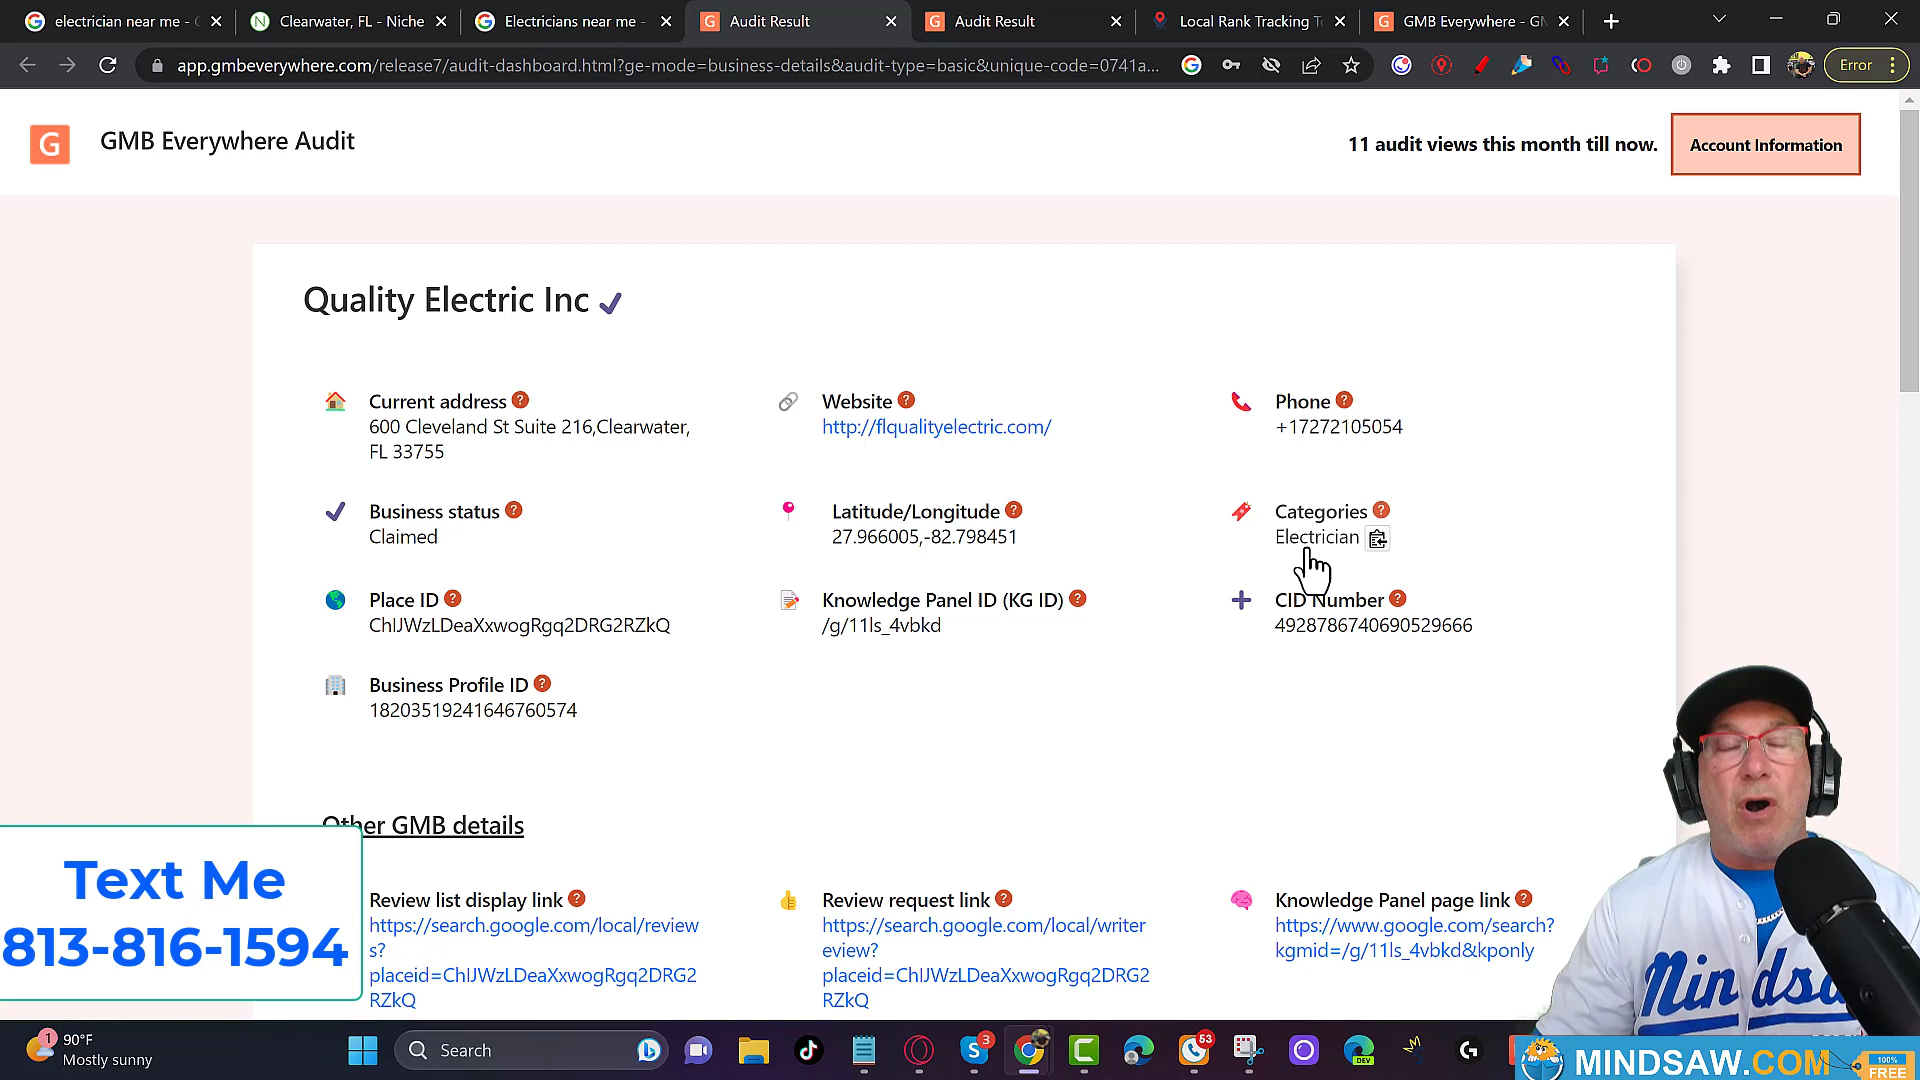 electrician near me -
Clearwater, FL - Niche
Electricians near me -
Audit Result
Audit Result
Local Rank Tracking T
GMB Everywhere - G
app.gmbeverywhere.com/release7/audit-dashboard.html?ge-mode=business-details&audit-type=basic&unique-code=0741a...
Error
G
GMB Everywhere Audit
11 audit views this month till now.
Account Information
Quality Electric Inc
Current address
600 Cleveland St Suite 216,Clearwater,
FL 33755
Website
http://flqualityelectric.com/
Phone
+17272105054
Business status
Claimed
Latitude/Longitude
27.966005,-82.798451
Categories
Electrician
Place ID
ChIJWzLDeaXxwogRgq2DRG2RZkQ
Knowledge Panel ID (KG ID)
/g/11ls_4vbkd
CID Number
4928786740690529666
Business Profile ID
18203519241646760574
Other GMB details
Review list display link
https://search.google.com/local/review
s?
placeid=ChIJWzLDeaXxwogRgq2DRG2
RZkQ
Review request link
https://search.google.com/local/writer
eview?
placeid=ChIJWzLDeaXxwogRgq2DRG2
RZkQ
Knowledge Panel page link
https://www.google.com/search?
kgmid=/g/11ls_4vbkd&kponly
Text Me
813-816-1594
Mindsaw
1
90°F
Mostly sunny
Search
3
53
DEV
MINDSAW.COM
100%
FREE